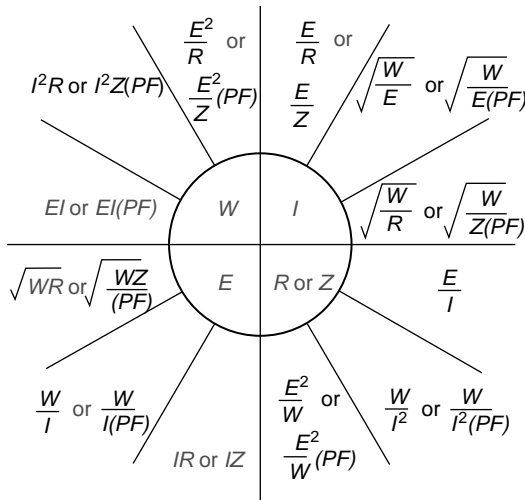 E²/R or E²/Z (PF)
E/R or E/Z
I²R or I²Z(PF)
√(W/E) or √(W/E(PF))
EI or EI(PF)
W
I
√(W/R) or √(W/Z(PF))
√WR or √(WZ/(PF))
E
R or Z
E/I
W/I or W/I(PF)
IR or IZ
E²/W or E²/W (PF)
W/I² or W/I²(PF)